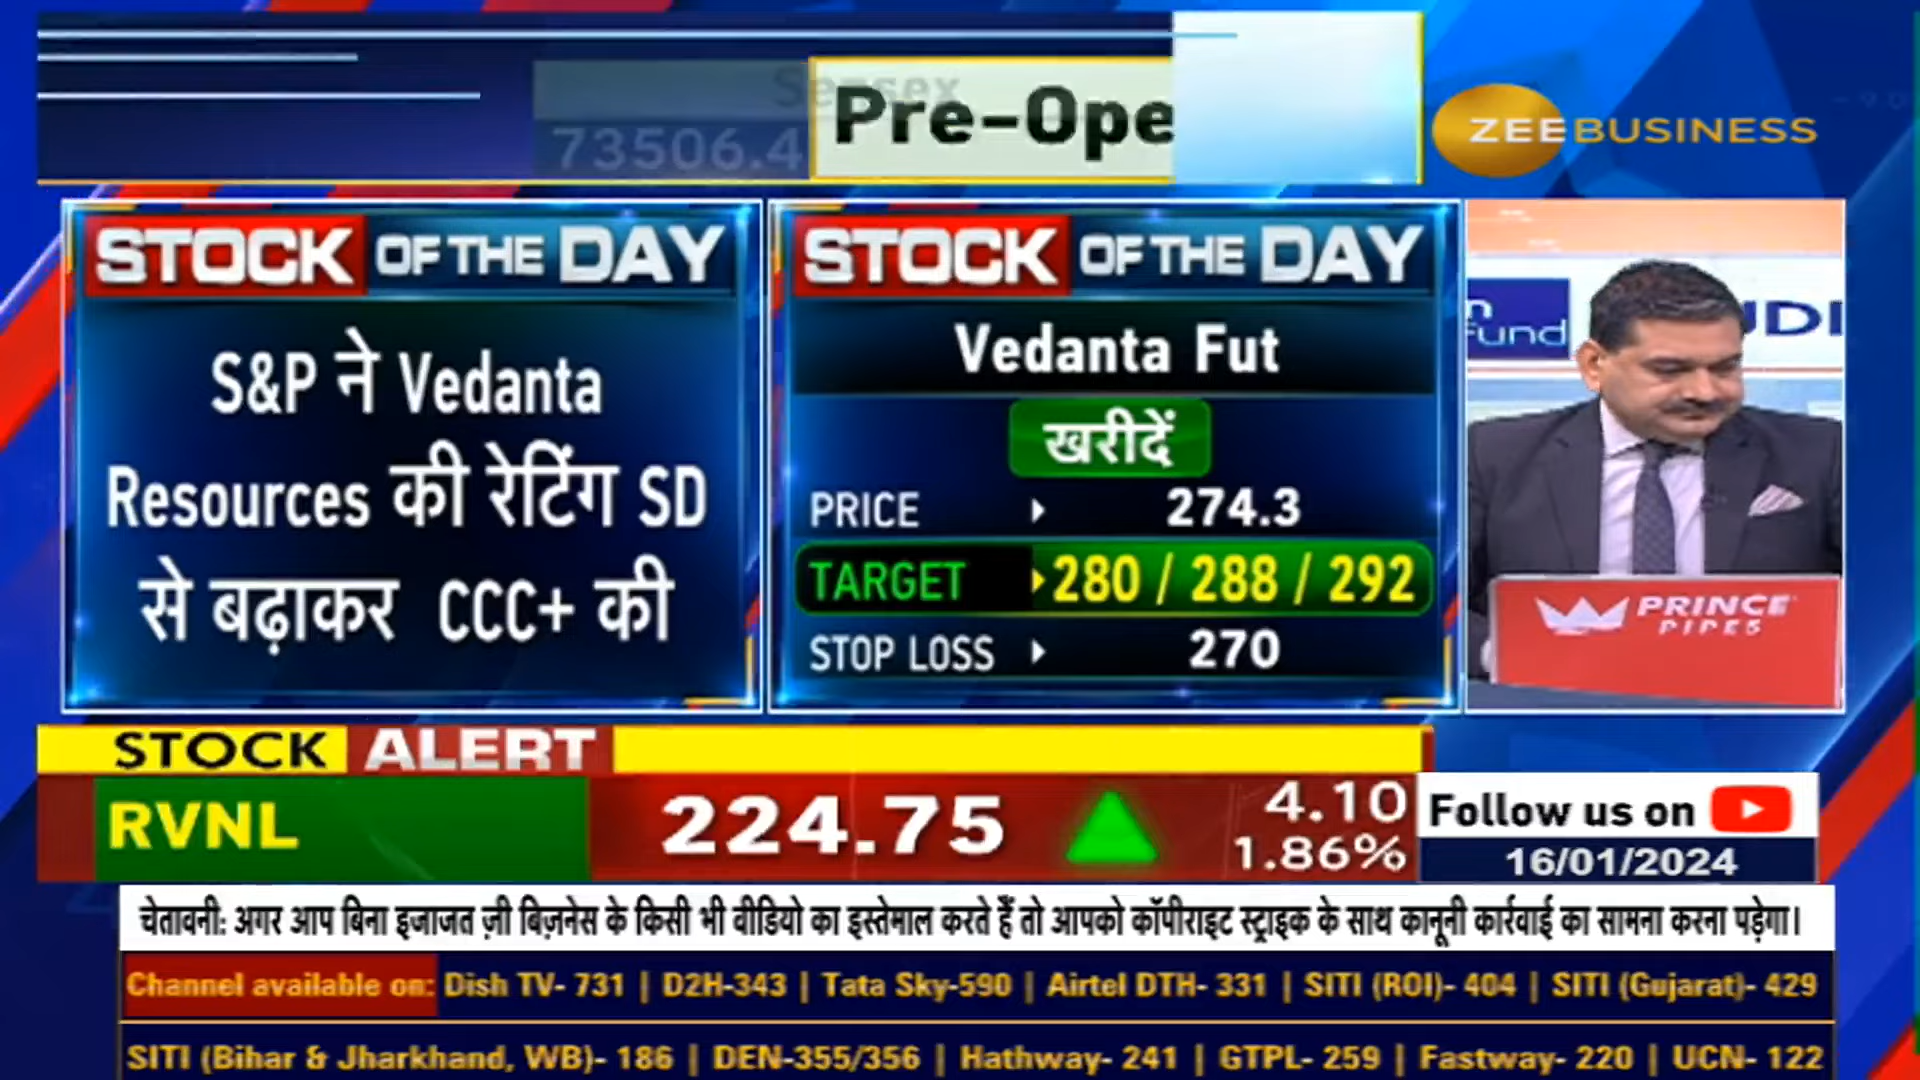 Sensex
73506.4
Pre-Ope
ZEEBUSINESS
STOCK OF THE DAY
S&P ने Vedanta
Resources की रेटिंग SD
से बढ़ाकर CCC+ की
STOCK OF THE DAY
Vedanta Fut
खरीदें
PRICE 274.3
TARGET 280 / 288 / 292
STOP LOSS 270
n
Fund
UDI
PRINCE
PIPES
STOCK ALERT
RVNL 224.75 4.10
1.86%
Follow us on
16/01/2024
चेतावनी: अगर आप बिना इजाजत ज़ी बिज़नेस के किसी भी वीडियो का इस्तेमाल करते हैं तो आपको कॉपीराइट स्ट्राइक के साथ कानूनी कार्रवाई का सामना करना पड़ेगा।
Channel available on: Dish TV- 731 | D2H-343 | Tata Sky-590 | Airtel DTH- 331 | SITI (ROI)- 404 | SITI (Gujarat)- 429
SITI (Bihar & Jharkhand, WB)- 186 | DEN-355/356 | Hathway- 241 | GTPL- 259 | Fastway- 220 | UCN- 122